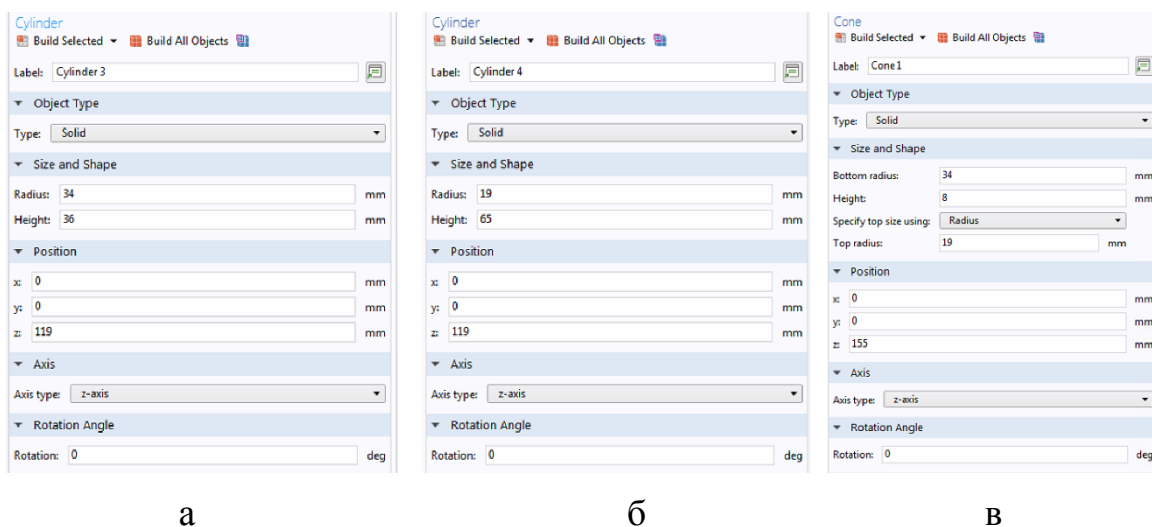 Cylinder
Build Selected Build All Objects
Label: Cylinder 3
Object Type
Type: Solid
Size and Shape
Radius: 34 mm
Height: 36 mm
Position
x: 0 mm
y: 0 mm
z: 119 mm
Axis
Axis type: z-axis
Rotation Angle
Rotation: 0 deg
а
Cylinder
Build Selected Build All Objects
Label: Cylinder 4
Object Type
Type: Solid
Size and Shape
Radius: 19 mm
Height: 65 mm
Position
x: 0 mm
y: 0 mm
z: 119 mm
Axis
Axis type: z-axis
Rotation Angle
Rotation: 0 deg
б
Cone
Build Selected Build All Objects
Label: Cone 1
Object Type
Type: Solid
Size and Shape
Bottom radius: 34 mm
Height: 8 mm
Specify top size using: Radius
Top radius: 19 mm
Position
x: 0 mm
y: 0 mm
z: 155 mm
Axis
Axis type: z-axis
Rotation Angle
Rotation: 0 deg
в